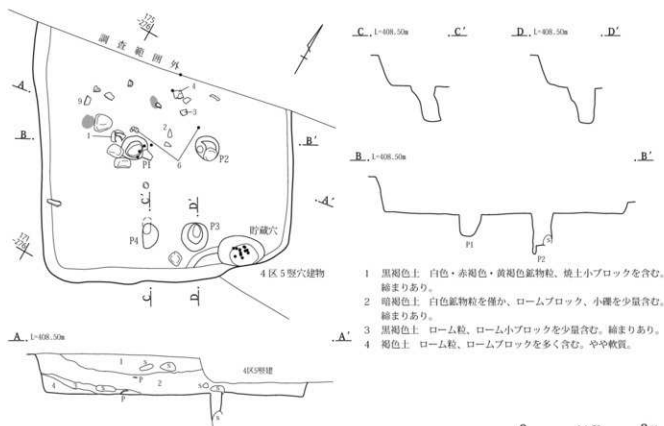 175
-276
調査範囲外
A
9
4
3
B
1
2
P1
P2
6
B′
C′
D′
A′
P4
P3
貯蔵穴
C
D
4区5竪穴建物
A L=408.50m
A′
1
S
S
4区5竪建
P
2
S
S
4
S
P
S
C L=408.50m C′ D L=408.50m D′
B L=408.50m B′
P1
S
P2
1 黒褐色土 白色・赤褐色・黄褐色鉱物粒、焼土小ブロックを含む。
締まりあり。
2 暗褐色土 白色鉱物粒を僅か、ロームブロック、小礫を少量含む。
締まりあり。
3 黒褐色土 ローム粒、ローム小ブロックを少量含む。締まりあり。
4 褐色土 ローム粒、ロームブロックを多く含む。やや軟質。